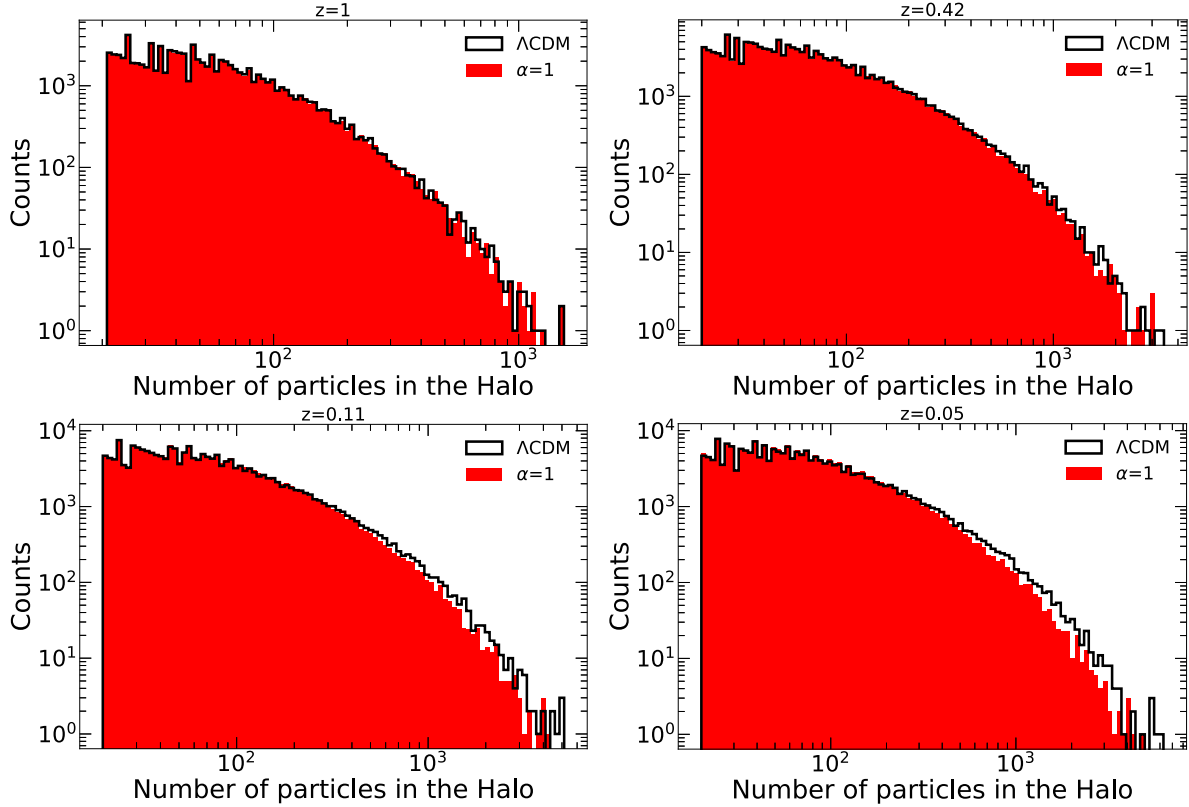 z=1
ΛCDM
α=1
10³
10²
10¹
10⁰
Counts
10²
10³
Number of particles in the Halo
z=0.42
ΛCDM
α=1
10³
10²
10¹
10⁰
Counts
10²
10³
Number of particles in the Halo
z=0.11
ΛCDM
α=1
10⁴
10³
10²
10¹
10⁰
Counts
10²
10³
Number of particles in the Halo
z=0.05
ΛCDM
α=1
10⁴
10³
10²
10¹
10⁰
Counts
10²
10³
Number of particles in the Halo